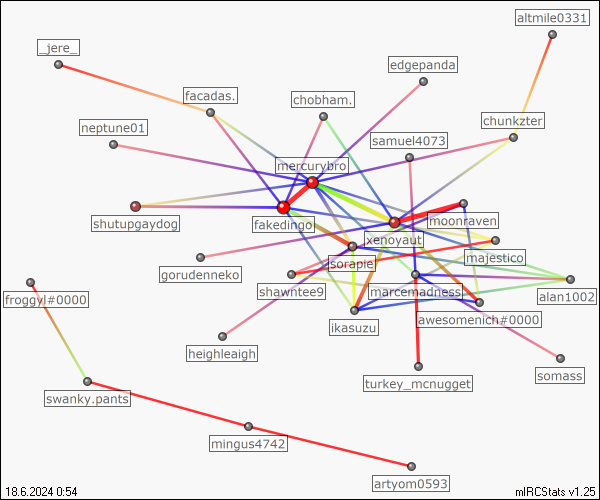 altmile0331
_jere_
edgepanda
facadas.
chobham.
chunkzter
neptune01
samuel4073
mercurybro
shutupgaydog
fakedingo
moonraven
xenoyaut
majestico
sorapie
gorudenneko
shawntee9
marcemadness
alan1002
froggyj#0000
ikasuzu
awesomenich#0000
heighleaigh
turkey_mcnugget
somass
swanky.pants
mingus4742
artyom0593
18.6.2024 0:54
mIRCStats v1.25